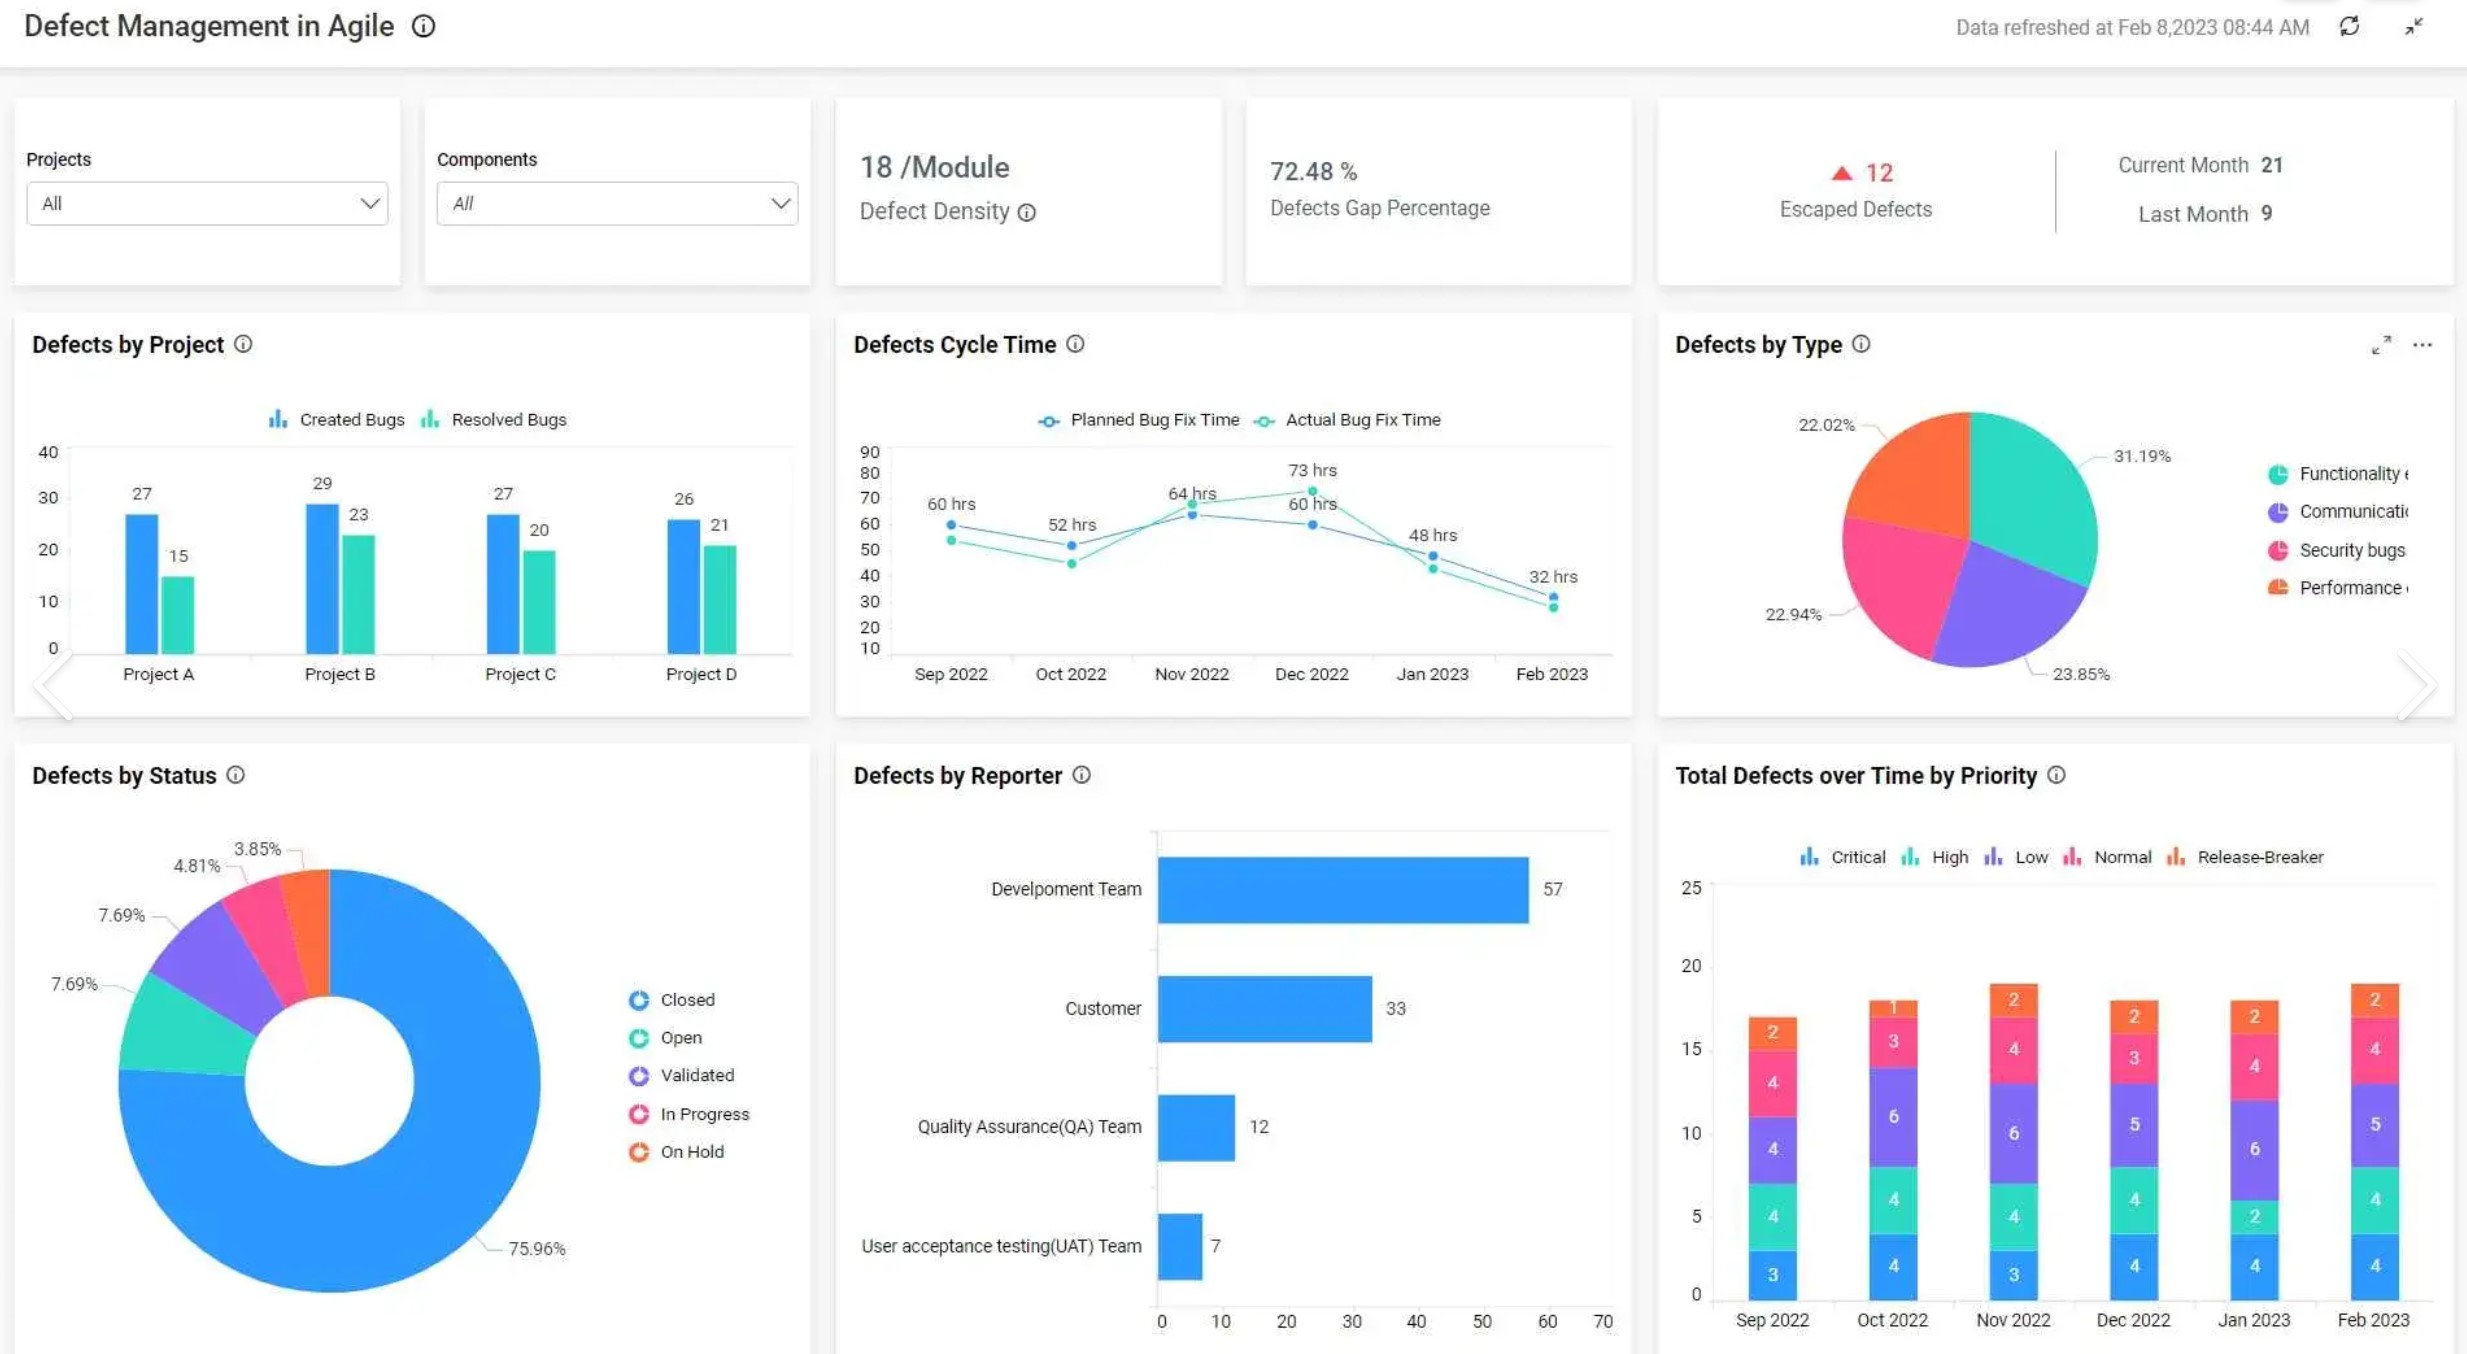 Defect Management in Agile
Data refreshed at Feb 8,2023 08:44 AM
Projects
All
Components
All
18 /Module
Defect Density
72.48 %
Defects Gap Percentage
12
Escaped Defects
Current Month 21
Last Month 9
Defects by Project
Created Bugs Resolved Bugs
40
30
20
10
0
27
15
29
23
27
20
26
21
Project A Project B Project C Project D
Defects Cycle Time
Planned Bug Fix Time Actual Bug Fix Time
90
80
70
60
50
40
30
20
10
60 hrs
52 hrs
64 hrs
73 hrs
60 hrs
48 hrs
32 hrs
Sep 2022 Oct 2022 Nov 2022 Dec 2022 Jan 2023 Feb 2023
Defects by Type
22.02%
31.19%
22.94%
23.85%
Functionality
Communicatio
Security bugs
Performance
Defects by Status
3.85%
4.81%
7.69%
7.69%
75.96%
Closed
Open
Validated
In Progress
On Hold
Defects by Reporter
Develpoment Team 57
Customer 33
Quality Assurance(QA) Team 12
User acceptance testing(UAT) Team 7
0 10 20 30 40 50 60 70
Total Defects over Time by Priority
Critical High Low Normal Release-Breaker
25
20
15
10
5
0
2
4
4
4
3
1
3
6
4
4
2
4
6
4
3
2
3
5
4
4
2
4
6
2
4
2
4
5
4
4
Sep 2022 Oct 2022 Nov 2022 Dec 2022 Jan 2023 Feb 2023